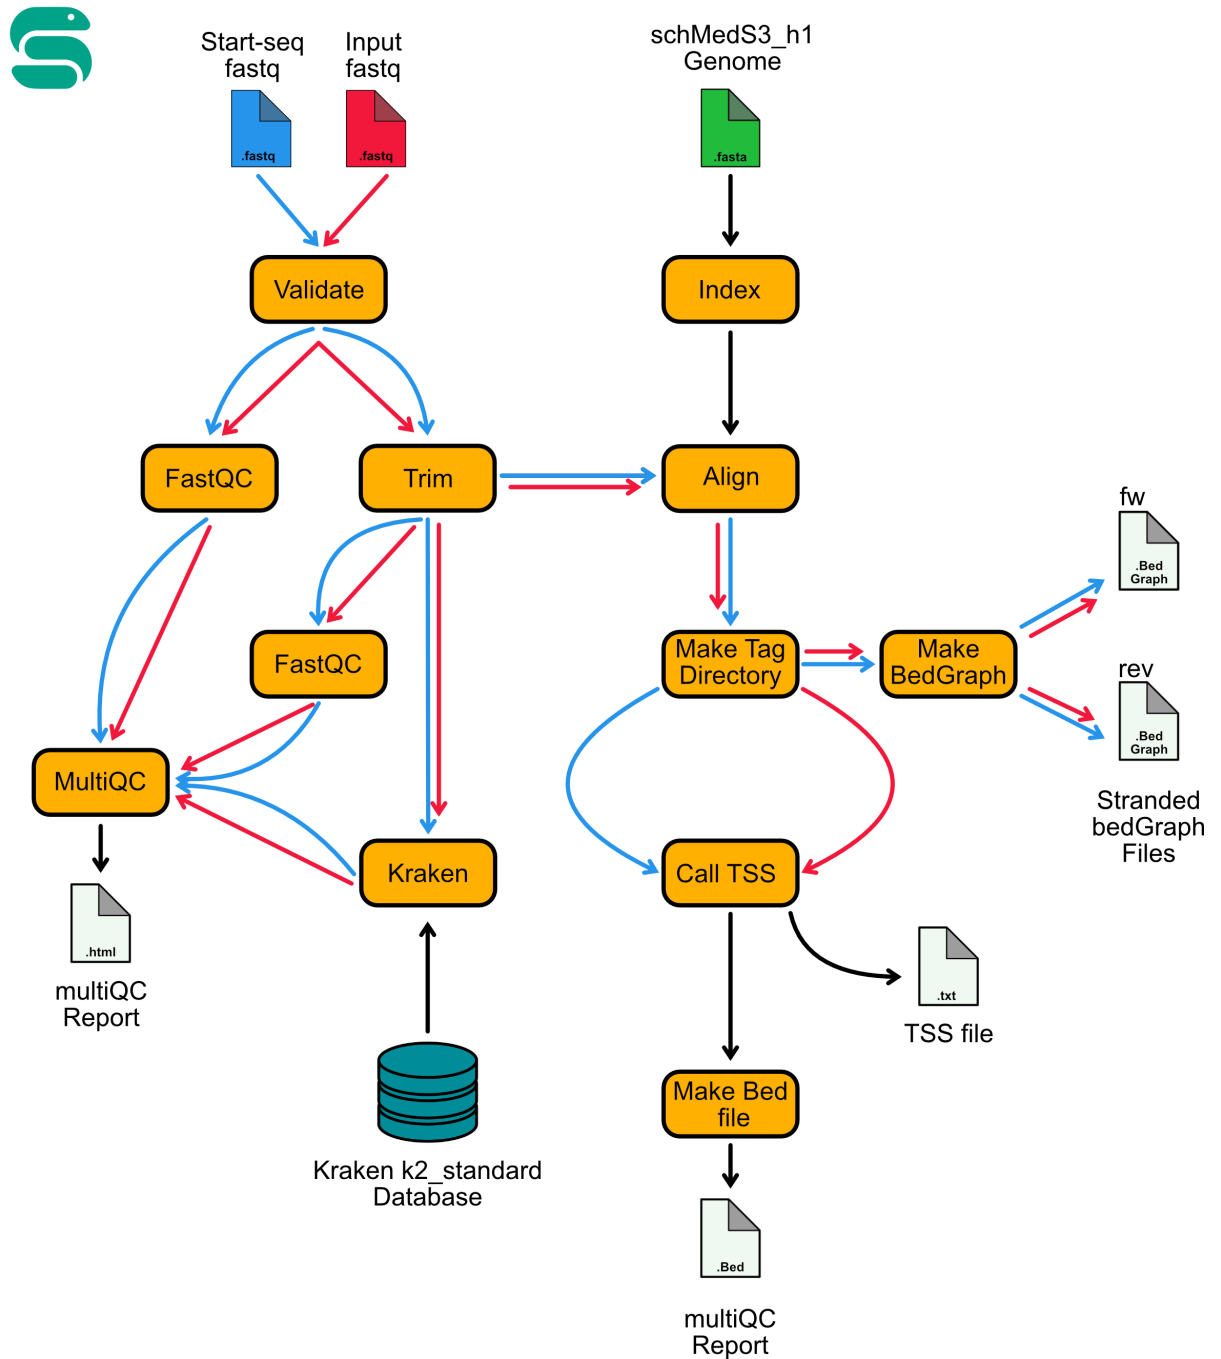 Start-seq
fastq
Input
fastq
schMedS3_h1
Genome
.fastq
.fastq
.fasta
Validate
Index
FastQC
Trim
Align
fw
.Bed
Graph
FastQC
Make Tag
Directory
Make
BedGraph
rev
.Bed
Graph
Stranded
bedGraph
Files
MultiQC
Kraken
Call TSS
.html
multiQC
Report
.txt
TSS file
Kraken k2_standard
Database
Make Bed
file
.Bed
multiQC
Report